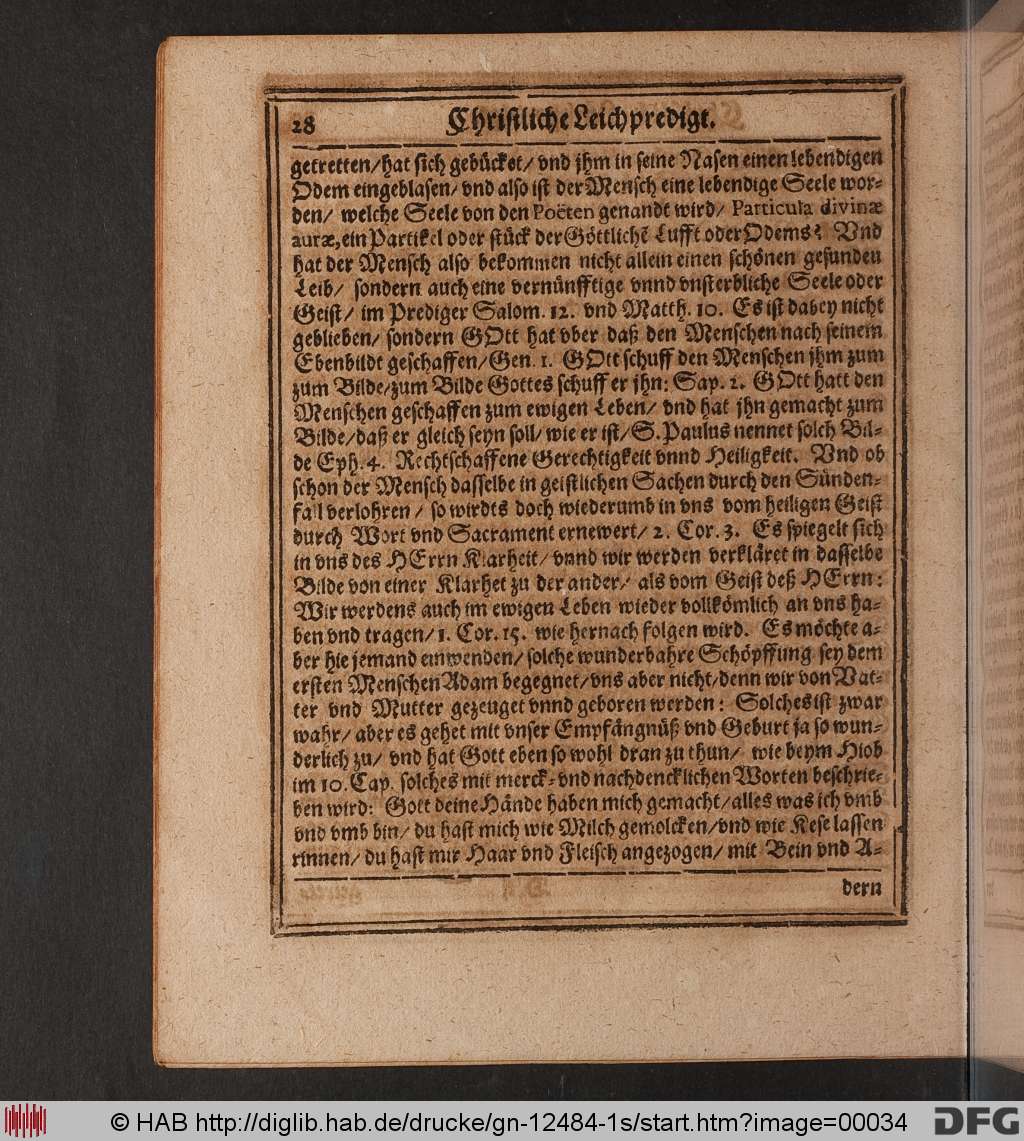 28 Christliche Leichpredigt.
getretten/hat sich gebücket/ vnd jhm in seine Nasen einen lebendigen
Odem eingeblasen/ vnd also ist der Mensch eine lebendige Seele wor-
den/ welche Seele von den Poëten genandt wird/ Particula divinæ
auræ, ein Partikel oder stück der Göttlichẽ Lufft oder Odems? Vnd
hat der Mensch also bekommen nicht allein einen schönen gesunden
Leib/ sondern auch eine vernünfftige vnnd vnsterbliche Seele oder
Geist/ im Prediger Salom. 12. vnd Matth. 10. Es ist dabey nicht
geblieben/ sondern GOtt hat vber daß den Menschen nach seinem
Ebenbildt geschaffen/Gen. 1. GOtt schuff den Menschen jhm zum
zum Bilde/zum Bilde Gottes schuff er jhn: Sap. 2. GOtt hatt den
Menschen geschaffen zum ewigen Leben/ vnd hat jhn gemacht zum
Bilde/daß er gleich seyn soll/ wie er ist/ S. Paulus nennet solch Bil-
de Eph. 4. Rechtschaffene Gerechtigkeit vnnd Heiligkeit. Vnd ob
schon der Mensch dasselbe in geistlichen Sachen durch den Sünden-
fall verlohren/ so wirdts doch wiederumb in vns vom heiligen Geist
durch Wort vnd Sacrament ernewert/ 2. Cor. 3. Es spiegelt sich
in vns des HErrn Klarheit/ vnnd wir werden verkläret in dasselbe
Bilde von einer Klarhet zu der ander/ als vom Geist deß HErrn:
Wir werdens auch im ewigen Leben wieder vollkömlich an vns ha-
ben vnd tragen/ 1. Cor. 15. wie hernach folgen wird. Es möchte a-
ber hie jemand einwenden/ solche wunderbahre Schöpffung sey dem
ersten Menschen Adam begegnet/vns aber nicht/denn wir von Vat-
ter vnd Mutter gezeuget vnnd geboren werden: Solches ist zwar
wahr/ aber es gehet mit vnser Empfängnüß vnd Geburt ja so wun-
derlich zu/ vnd hat Gott eben so wohl dran zu thun/ wie beym Hiob
im 10. Cap. solches mit merck- vnd nachdencklichen Worten beschrie-
ben wird: Gott deine Hände haben mich gemacht/alles was ich vmb
vnd vmb bin/ du hast mich wie Milch gemolcken/vnd wie Kese lassen
rinnen/ du hast mir Haar vnd Fleisch angezogen/ mit Bein vnd A-
dern
© HAB http://diglib.hab.de/drucke/gn-12484-1s/start.htm?image=00034
DFG